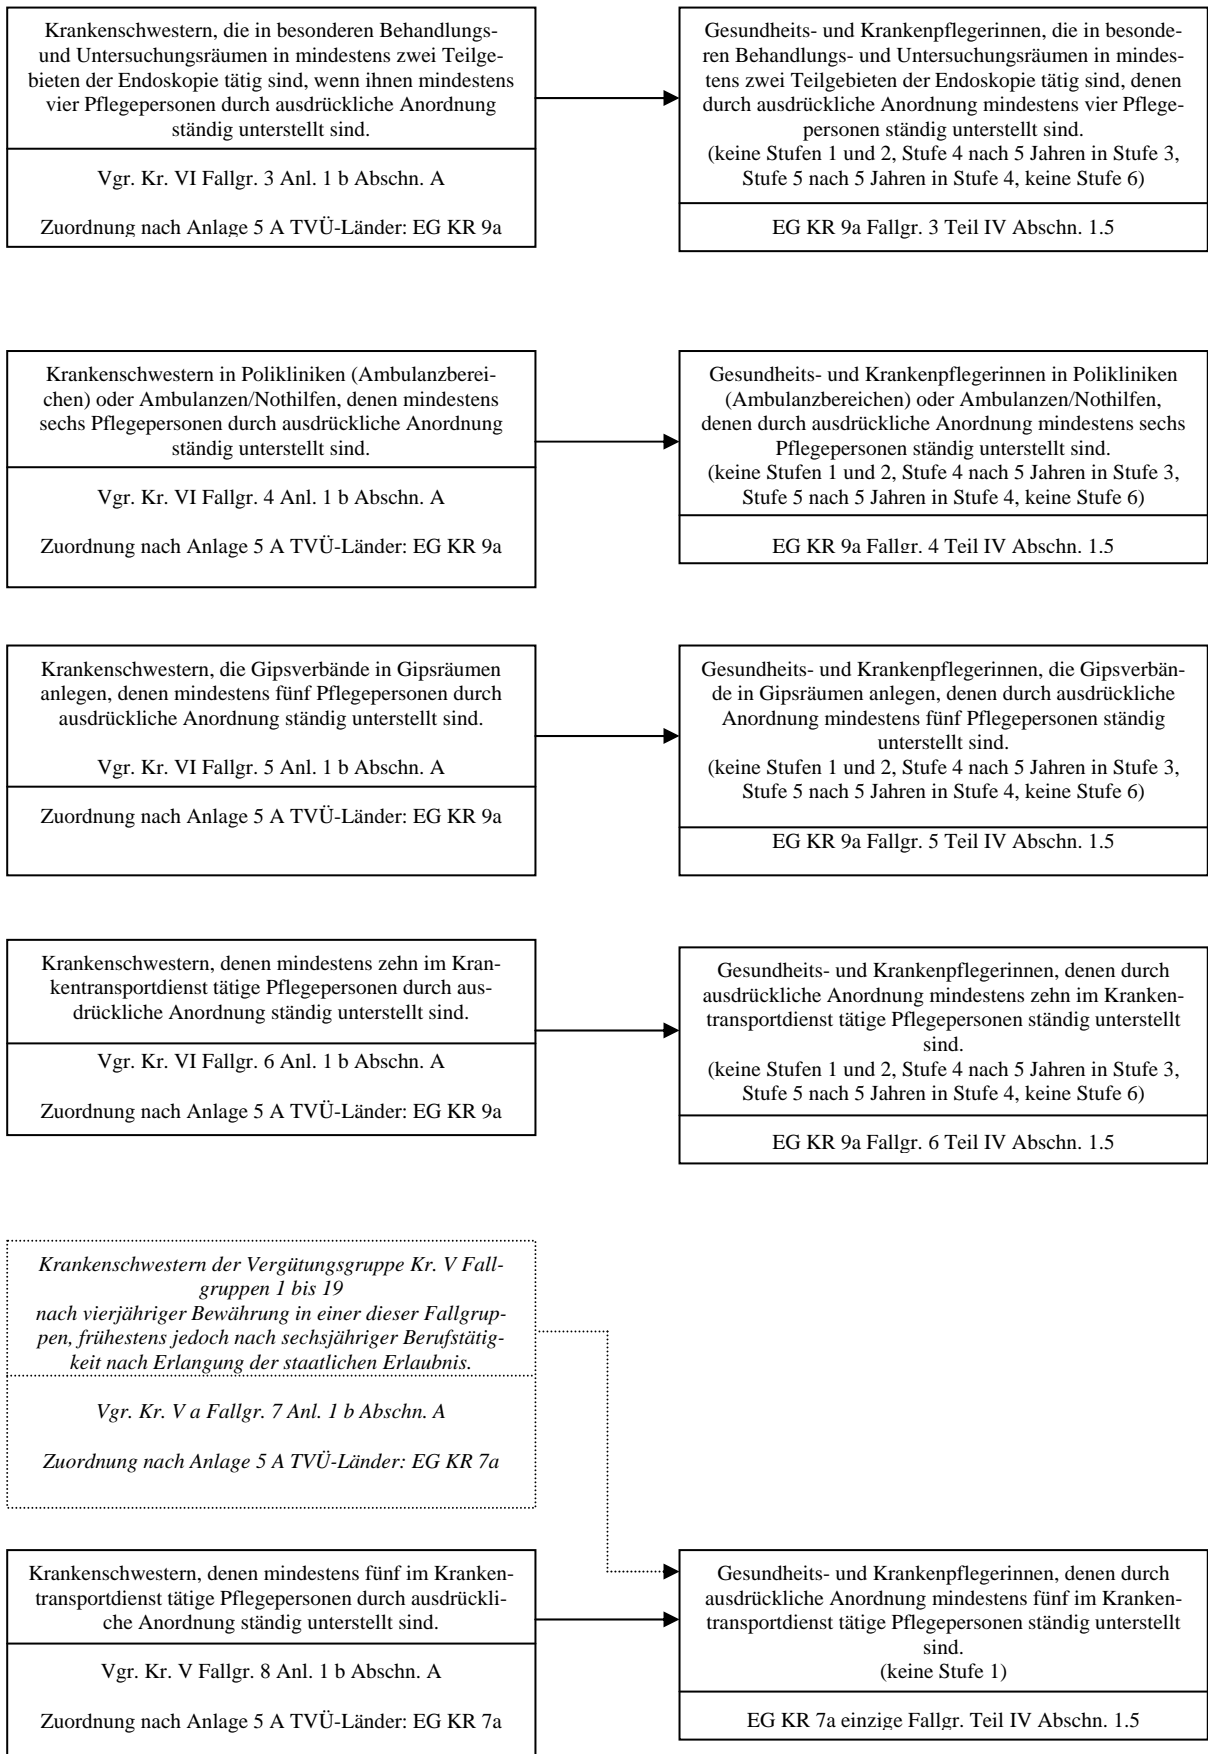 Krankenschwestern, die in besonderen Behandlungs-
und Untersuchungsräumen in mindestens zwei Teilge-
bieten der Endoskopie tätig sind, wenn ihnen mindestens
vier Pflegepersonen durch ausdrückliche Anordnung
ständig unterstellt sind.
Vgr. Kr. VI Fallgr. 3 Anl. 1 b Abschn. A
Zuordnung nach Anlage 5 A TVÜ-Länder: EG KR 9a
Gesundheits- und Krankenpflegerinnen, die in besonde-
ren Behandlungs- und Untersuchungsräumen in mindes-
tens zwei Teilgebieten der Endoskopie tätig sind, denen
durch ausdrückliche Anordnung mindestens vier Pflege-
personen ständig unterstellt sind.
(keine Stufen 1 und 2, Stufe 4 nach 5 Jahren in Stufe 3,
Stufe 5 nach 5 Jahren in Stufe 4, keine Stufe 6)
EG KR 9a Fallgr. 3 Teil IV Abschn. 1.5
Krankenschwestern in Polikliniken (Ambulanzberei-
chen) oder Ambulanzen/Nothilfen, denen mindestens
sechs Pflegepersonen durch ausdrückliche Anordnung
ständig unterstellt sind.
Vgr. Kr. VI Fallgr. 4 Anl. 1 b Abschn. A
Zuordnung nach Anlage 5 A TVÜ-Länder: EG KR 9a
Gesundheits- und Krankenpflegerinnen in Polikliniken
(Ambulanzbereichen) oder Ambulanzen/Nothilfen,
denen durch ausdrückliche Anordnung mindestens sechs
Pflegepersonen ständig unterstellt sind.
(keine Stufen 1 und 2, Stufe 4 nach 5 Jahren in Stufe 3,
Stufe 5 nach 5 Jahren in Stufe 4, keine Stufe 6)
EG KR 9a Fallgr. 4 Teil IV Abschn. 1.5
Krankenschwestern, die Gipsverbände in Gipsräumen
anlegen, denen mindestens fünf Pflegepersonen durch
ausdrückliche Anordnung ständig unterstellt sind.
Vgr. Kr. VI Fallgr. 5 Anl. 1 b Abschn. A
Zuordnung nach Anlage 5 A TVÜ-Länder: EG KR 9a
Gesundheits- und Krankenpflegerinnen, die Gipsverbän-
de in Gipsräumen anlegen, denen durch ausdrückliche
Anordnung mindestens fünf Pflegepersonen ständig
unterstellt sind.
(keine Stufen 1 und 2, Stufe 4 nach 5 Jahren in Stufe 3,
Stufe 5 nach 5 Jahren in Stufe 4, keine Stufe 6)
EG KR 9a Fallgr. 5 Teil IV Abschn. 1.5
Krankenschwestern, denen mindestens zehn im Kran-
kentransportdienst tätige Pflegepersonen durch aus-
drückliche Anordnung ständig unterstellt sind.
Vgr. Kr. VI Fallgr. 6 Anl. 1 b Abschn. A
Zuordnung nach Anlage 5 A TVÜ-Länder: EG KR 9a
Gesundheits- und Krankenpflegerinnen, denen durch
ausdrückliche Anordnung mindestens zehn im Kranken-
transportdienst tätige Pflegepersonen ständig unterstellt
sind.
(keine Stufen 1 und 2, Stufe 4 nach 5 Jahren in Stufe 3,
Stufe 5 nach 5 Jahren in Stufe 4, keine Stufe 6)
EG KR 9a Fallgr. 6 Teil IV Abschn. 1.5
Krankenschwestern der Vergütungsgruppe Kr. V Fall-
gruppen 1 bis 19
nach vierjähriger Bewährung in einer dieser Fallgrup-
pen, frühestens jedoch nach sechsjähriger Berufstätig-
keit nach Erlangung der staatlichen Erlaubnis.
Vgr. Kr. V a Fallgr. 7 Anl. 1 b Abschn. A
Zuordnung nach Anlage 5 A TVÜ-Länder: EG KR 7a
Krankenschwestern, denen mindestens fünf im Kranken-
transportdienst tätige Pflegepersonen durch ausdrückli-
che Anordnung ständig unterstellt sind.
Vgr. Kr. V Fallgr. 8 Anl. 1 b Abschn. A
Zuordnung nach Anlage 5 A TVÜ-Länder: EG KR 7a
Gesundheits- und Krankenpflegerinnen, denen durch
ausdrückliche Anordnung mindestens fünf im Kranken-
transportdienst tätige Pflegepersonen ständig unterstellt
sind.
(keine Stufe 1)
EG KR 7a einzige Fallgr. Teil IV Abschn. 1.5